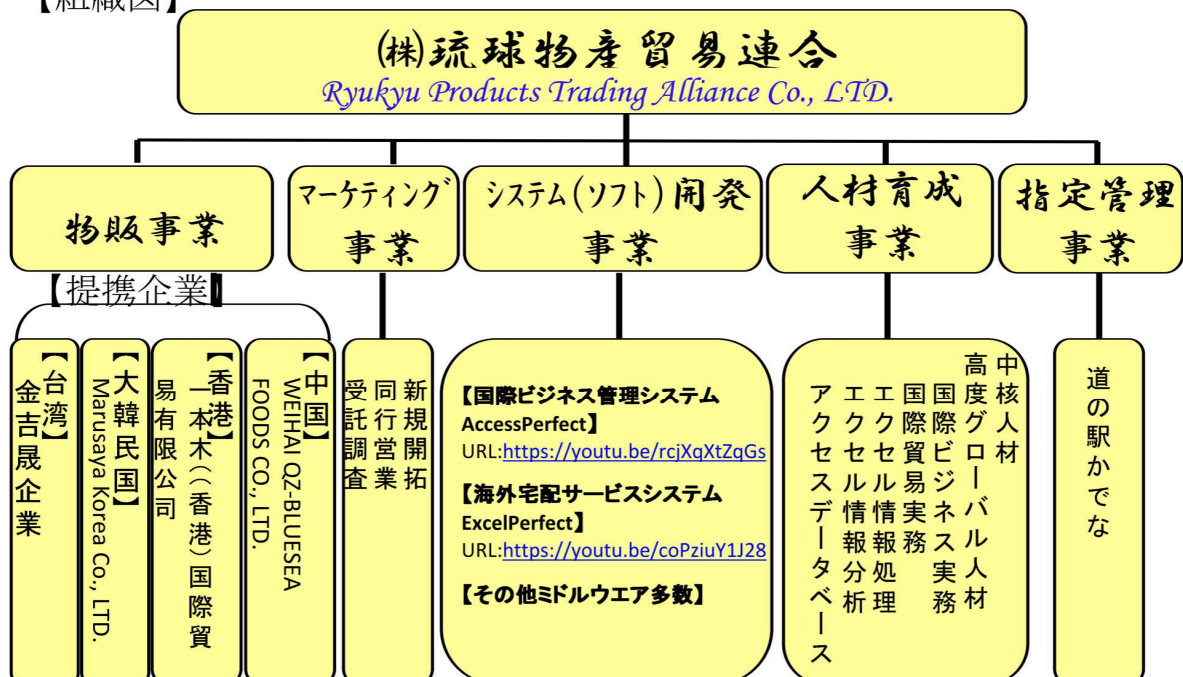 【組織図】
㈱琉球物産貿易連合
Ryukyu Products Trading Alliance Co., LTD.
物販事業
マーケティング
事業
システム(ソフト)開発
事業
人材育成
事業
指定管理
事業
【提携企業】
【台湾】
金吉晟企業
【大韓民国】
Marusaya Korea Co., LTD.
【香港】
一本木((香港)国際貿
易有限公司
【中国】
WEIHAI QZ-BLUESEA
FOODS CO., LTD.
新規開拓
同行営業
受託調査
【国際ビジネス管理システム
AccessPerfect】
URL:https://youtu.be/rcjXqXtZqGs
【海外宅配サービスシステム
ExcelPerfect】
URL:https://youtu.be/coPziuY1J28
【その他ミドルウエア多数】
中核人材
高度グローバル人材
国際ビジネス実務
国際貿易実務
エクセル情報処理
エクセル情報分析
アクセスデータベース
道の駅かでな